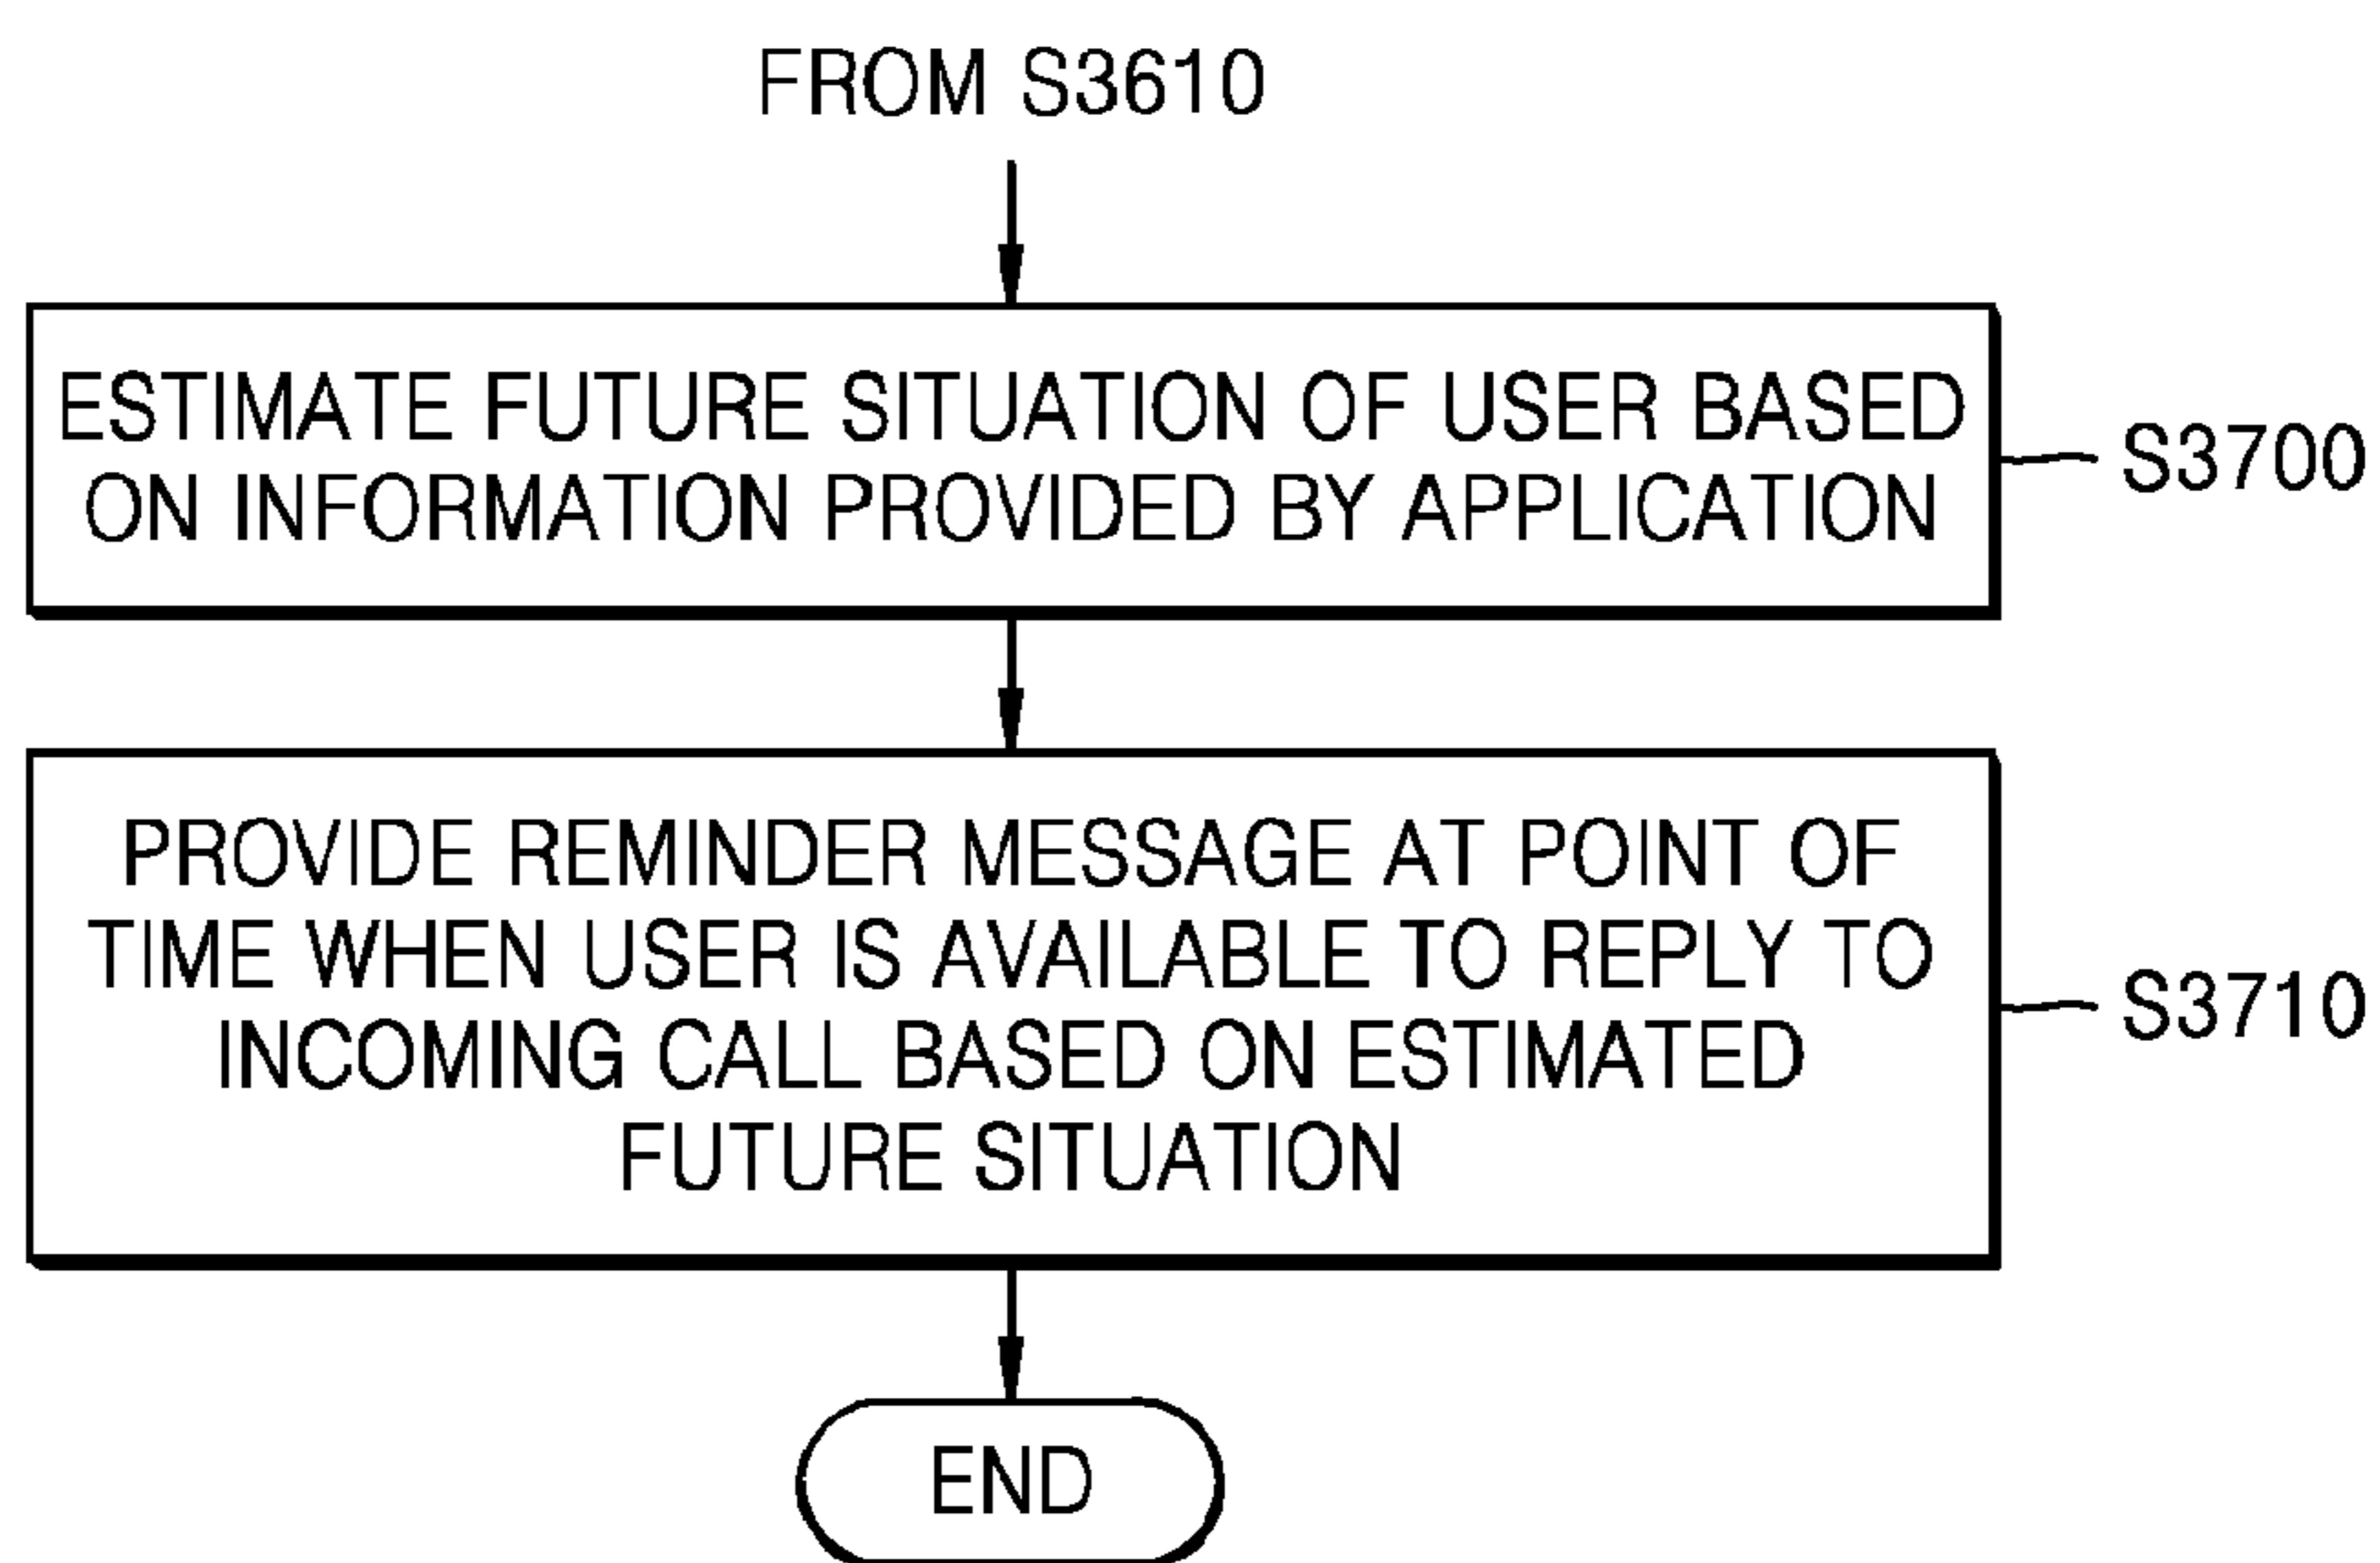 FROM S3610
ESTIMATE FUTURE SITUATION OF USER BASED
ON INFORMATION PROVIDED BY APPLICATION
S3700
PROVIDE REMINDER MESSAGE AT POINT OF
TIME WHEN USER IS AVAILABLE TO REPLY TO
INCOMING CALL BASED ON ESTIMATED
FUTURE SITUATION
S3710
END